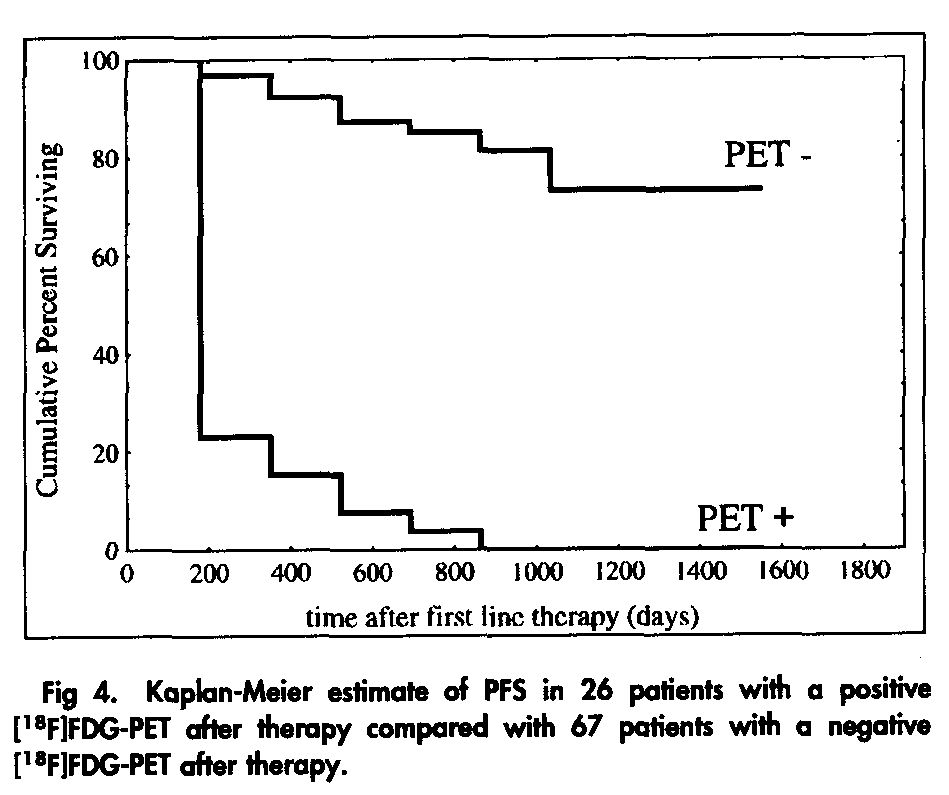 100
80
60
40
20
0
Cumulative Percent Surviving
PET -
PET +
0 200 400 600 800 1000 1200 1400 1600 1800
time after first line therapy (days)
Fig 4. Kaplan-Meier estimate of PFS in 26 patients with a positive
[¹⁸F]FDG-PET after therapy compared with 67 patients with a negative
[¹⁸F]FDG-PET after therapy.